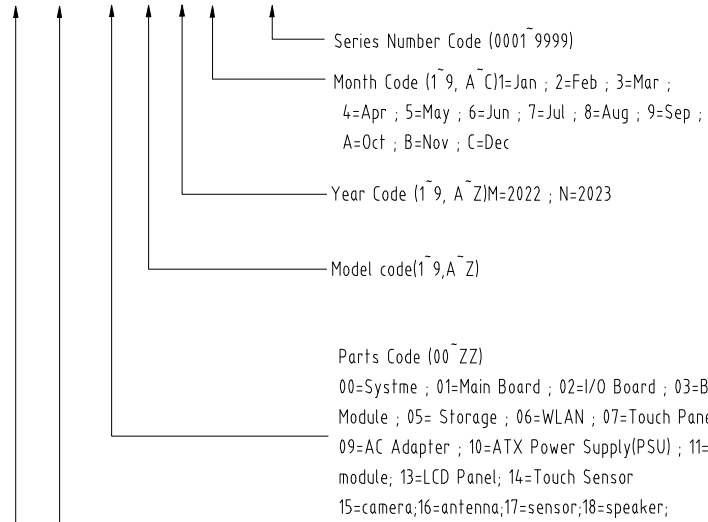 Series Number Code (0001~9999)
Month Code (1~9, A~C)1=Jan ; 2=Feb ; 3=Mar ;
4=Apr ; 5=May ; 6=Jun ; 7=Jul ; 8=Aug ; 9=Sep ;
A=Oct ; B=Nov ; C=Dec
Year Code (1~9, A~Z)M=2022 ; N=2023
Model code(1~9,A~Z)
Parts Code (00~ZZ)
00=Systme ; 01=Main Board ; 02=I/O Board ; 03=B
Module ; 05= Storage ; 06=WLAN ; 07=Touch Pane
09=AC Adapter ; 10=ATX Power Supply(PSU) ; 11=
module; 13=LCD Panel; 14=Touch Sensor
15=camera;16=antenna;17=sensor;18=speaker;